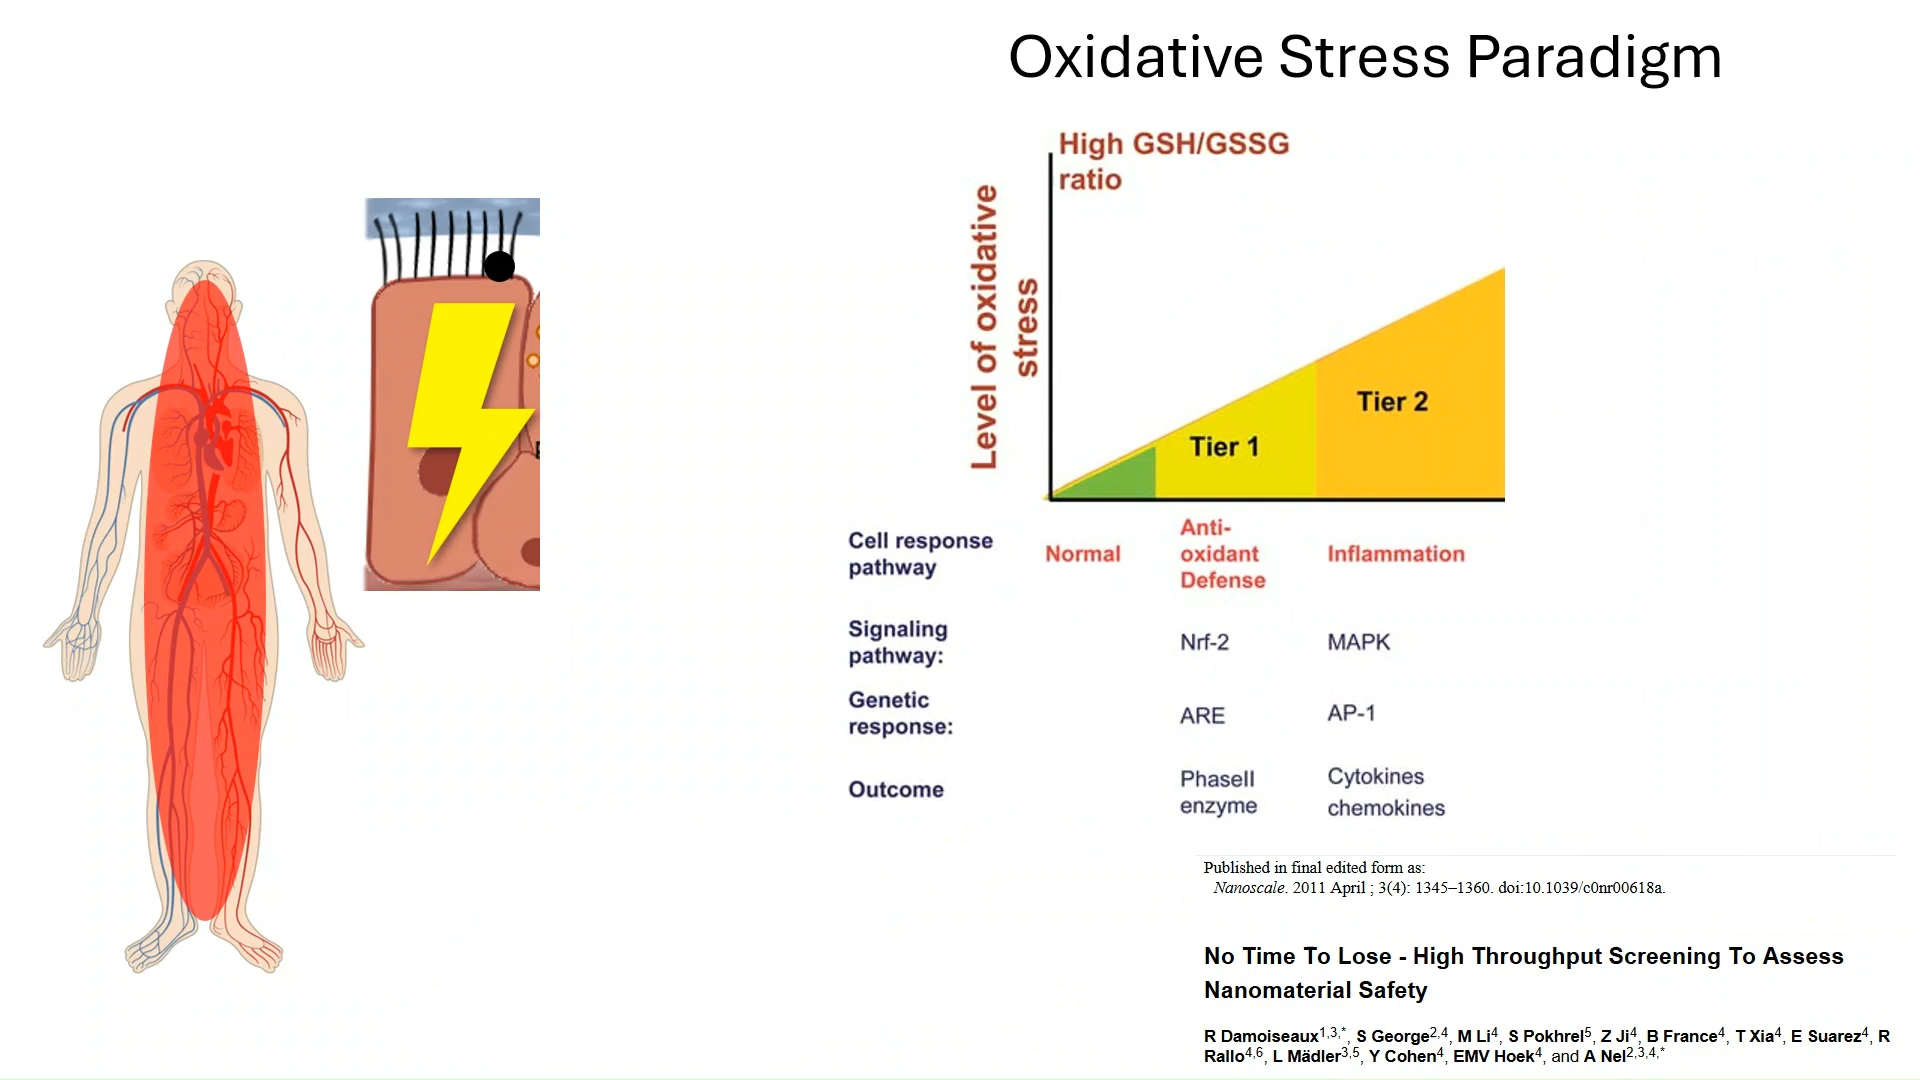 Oxidative Stress Paradigm
High GSH/GSSG
ratio
Level of oxidative
stress
Tier 1
Tier 2
Cell response
pathway
Normal
Anti-
oxidant
Defense
Inflammation
Signaling
pathway:
Nrf-2
MAPK
Genetic
response:
ARE
AP-1
Outcome
PhaseII
enzyme
Cytokines
chemokines
Published in final edited form as:
Nanoscale. 2011 April ; 3(4): 1345–1360. doi:10.1039/c0nr00618a.
No Time To Lose - High Throughput Screening To Assess
Nanomaterial Safety
R Damoiseaux1,3,*, S George2,4, M Li4, S Pokhrel5, Z Ji4, B France4, T Xia4, E Suarez4, R
Rallo4,6, L Mädler3,5, Y Cohen4, EMV Hoek4, and A Nel2,3,4,*